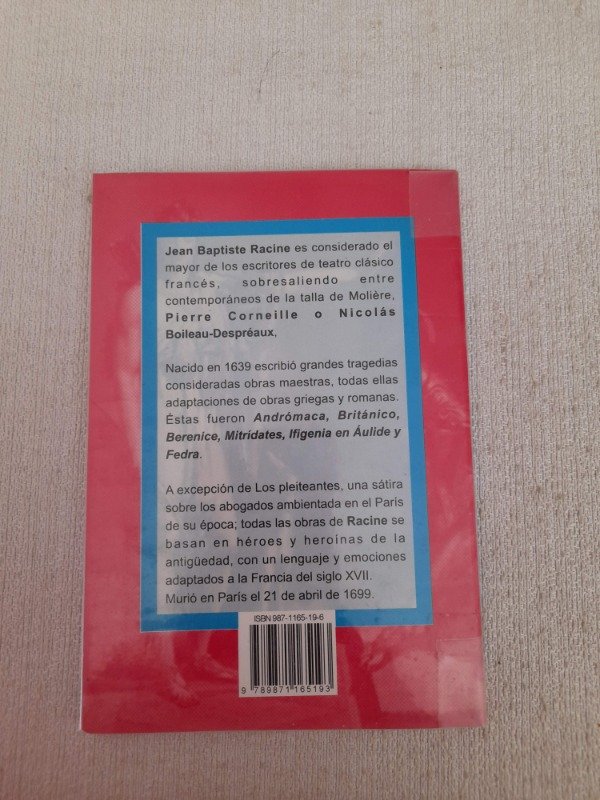 Jean Baptiste Racine es considerado el
mayor de los escritores de teatro clásico
francés, sobresaliendo entre
contemporáneos de la talla de Molière,
Pierre Corneille o Nicolás
Boileau-Despréaux,
Nacido en 1639 escribió grandes tragedias
consideradas obras maestras, todas ellas
adaptaciones de obras griegas y romanas.
Éstas fueron Andrómaca, Británico,
Berenice, Mitrídates, Ifigenia en Áulide y
Fedra.
A excepción de Los pleiteantes, una sátira
sobre los abogados ambientada en el París
de su época; todas las obras de Racine se
basan en héroes y heroínas de la
antigüedad, con un lenguaje y emociones
adaptados a la Francia del siglo XVII.
Murió en París el 21 de abril de 1699.
ISBN 987-1165-19-6
9 789871 165193